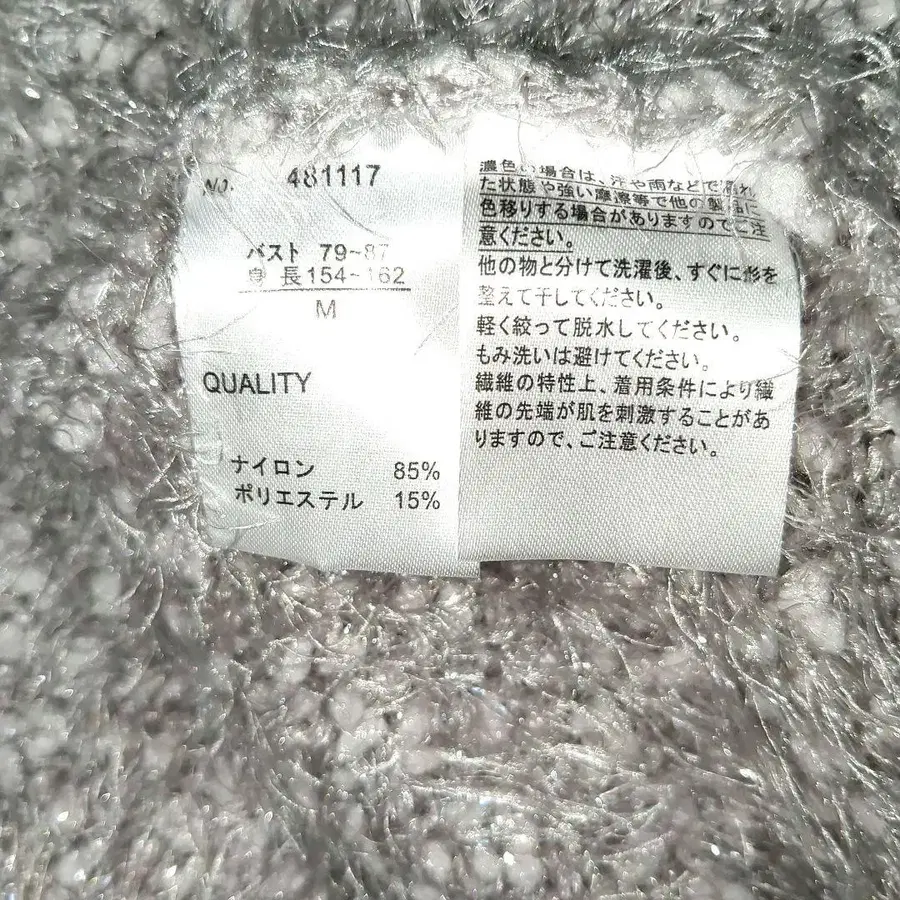 No. 481117
バスト 79~87
身長154~162
M
QUALITY
ナイロン 85%
ポリエステル 15%
濃色の場合は、汗や雨などで濡れ
た状態や強い摩擦等で他の製品に
色移りする場合がありますのでご注
意ください。
他の物と分けて洗濯後、すぐに形を
整えて干してください。
軽く絞って脱水してください。
もみ洗いは避けてください。
繊維の特性上、着用条件により繊
維の先端が肌を刺激することがあ
りますので、ご注意ください。